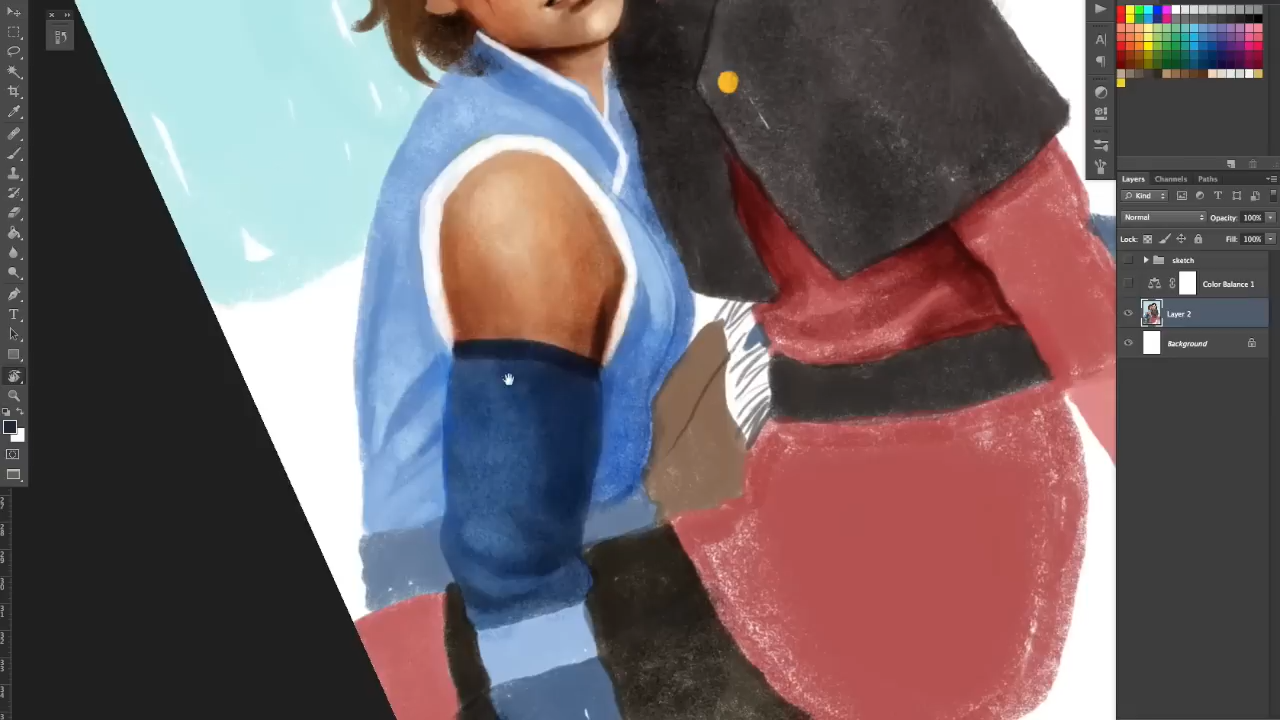 Layers Channels Paths
Kind
Normal Opacity: 100%
Lock: Fill: 100%
sketch
Color Balance 1
Layer 2
Background